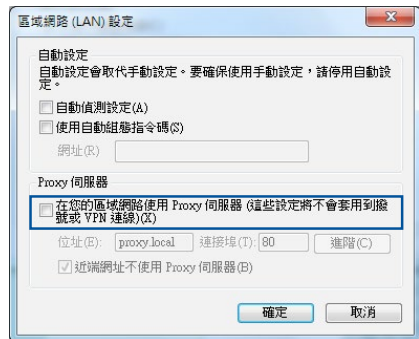 區域網路 (LAN) 設定
自動設定
自動設定會取代手動設定。要確保使用手動設定，請停用自動設
定。
自動偵測設定(A)
使用自動組態指令碼(S)
網址(R)
Proxy 伺服器
在您的區域網路使用 Proxy 伺服器 (這些設定將不會套用到撥
號或 VPN 連線)(X)
位址(E): proxy.local 連接埠(T): 80 進階(C)
近端網址不使用 Proxy 伺服器(B)
確定 取消